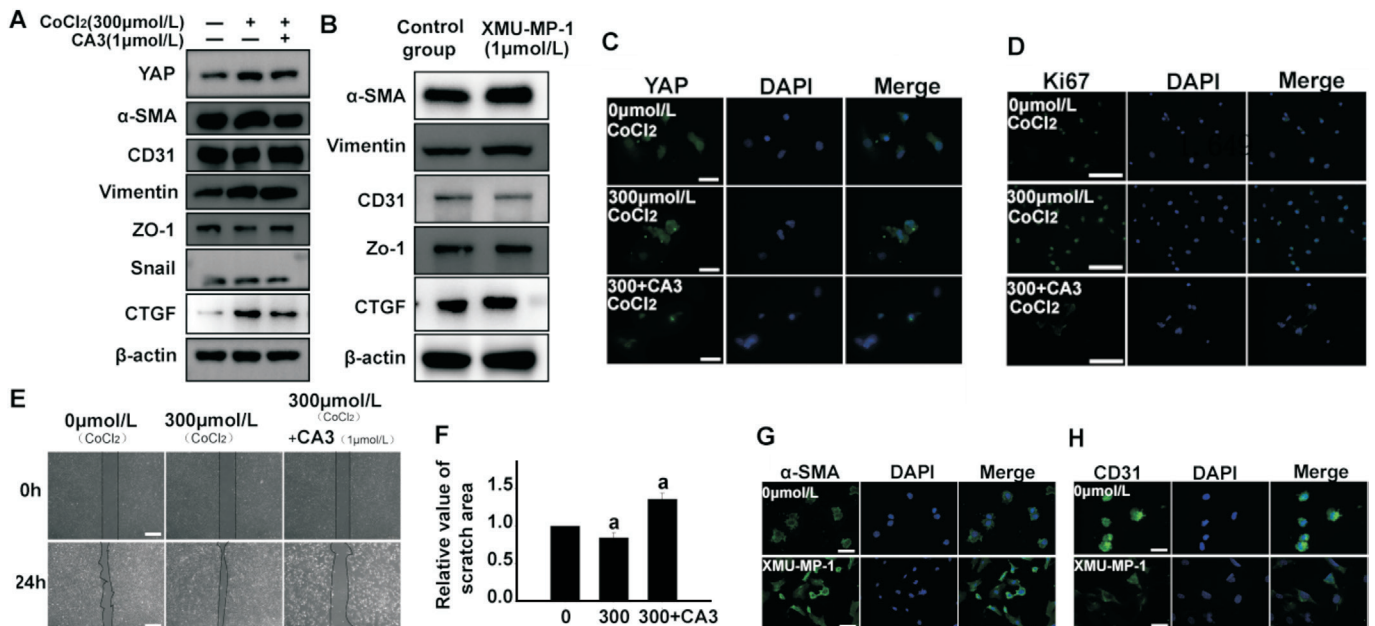 A
CoCl2(300μmol/L) — + +
CA3(1μmol/L) — — +
YAP
α-SMA
CD31
Vimentin
ZO-1
Snail
CTGF
β-actin
B
Control group
XMU-MP-1 (1μmol/L)
α-SMA
Vimentin
CD31
Zo-1
CTGF
β-actin
C
YAP DAPI Merge
0μmol/L
CoCl2
300μmol/L
CoCl2
300+CA3
CoCl2
D
Ki67 DAPI Merge
0μmol/L
CoCl2
300μmol/L
CoCl2
300+CA3
CoCl2
E
0μmol/L
(CoCl2)
300μmol/L
(CoCl2)
300μmol/L
(CoCl2)
+CA3 (1μmol/L)
0h
24h
F
Relative value of
scratch area
1.5
1.0
0.5
0.0
a
a
0 300 300+CA3
G
α-SMA DAPI Merge
0μmol/L
XMU-MP-1
H
CD31 DAPI Merge
0μmol/L
XMU-MP-1